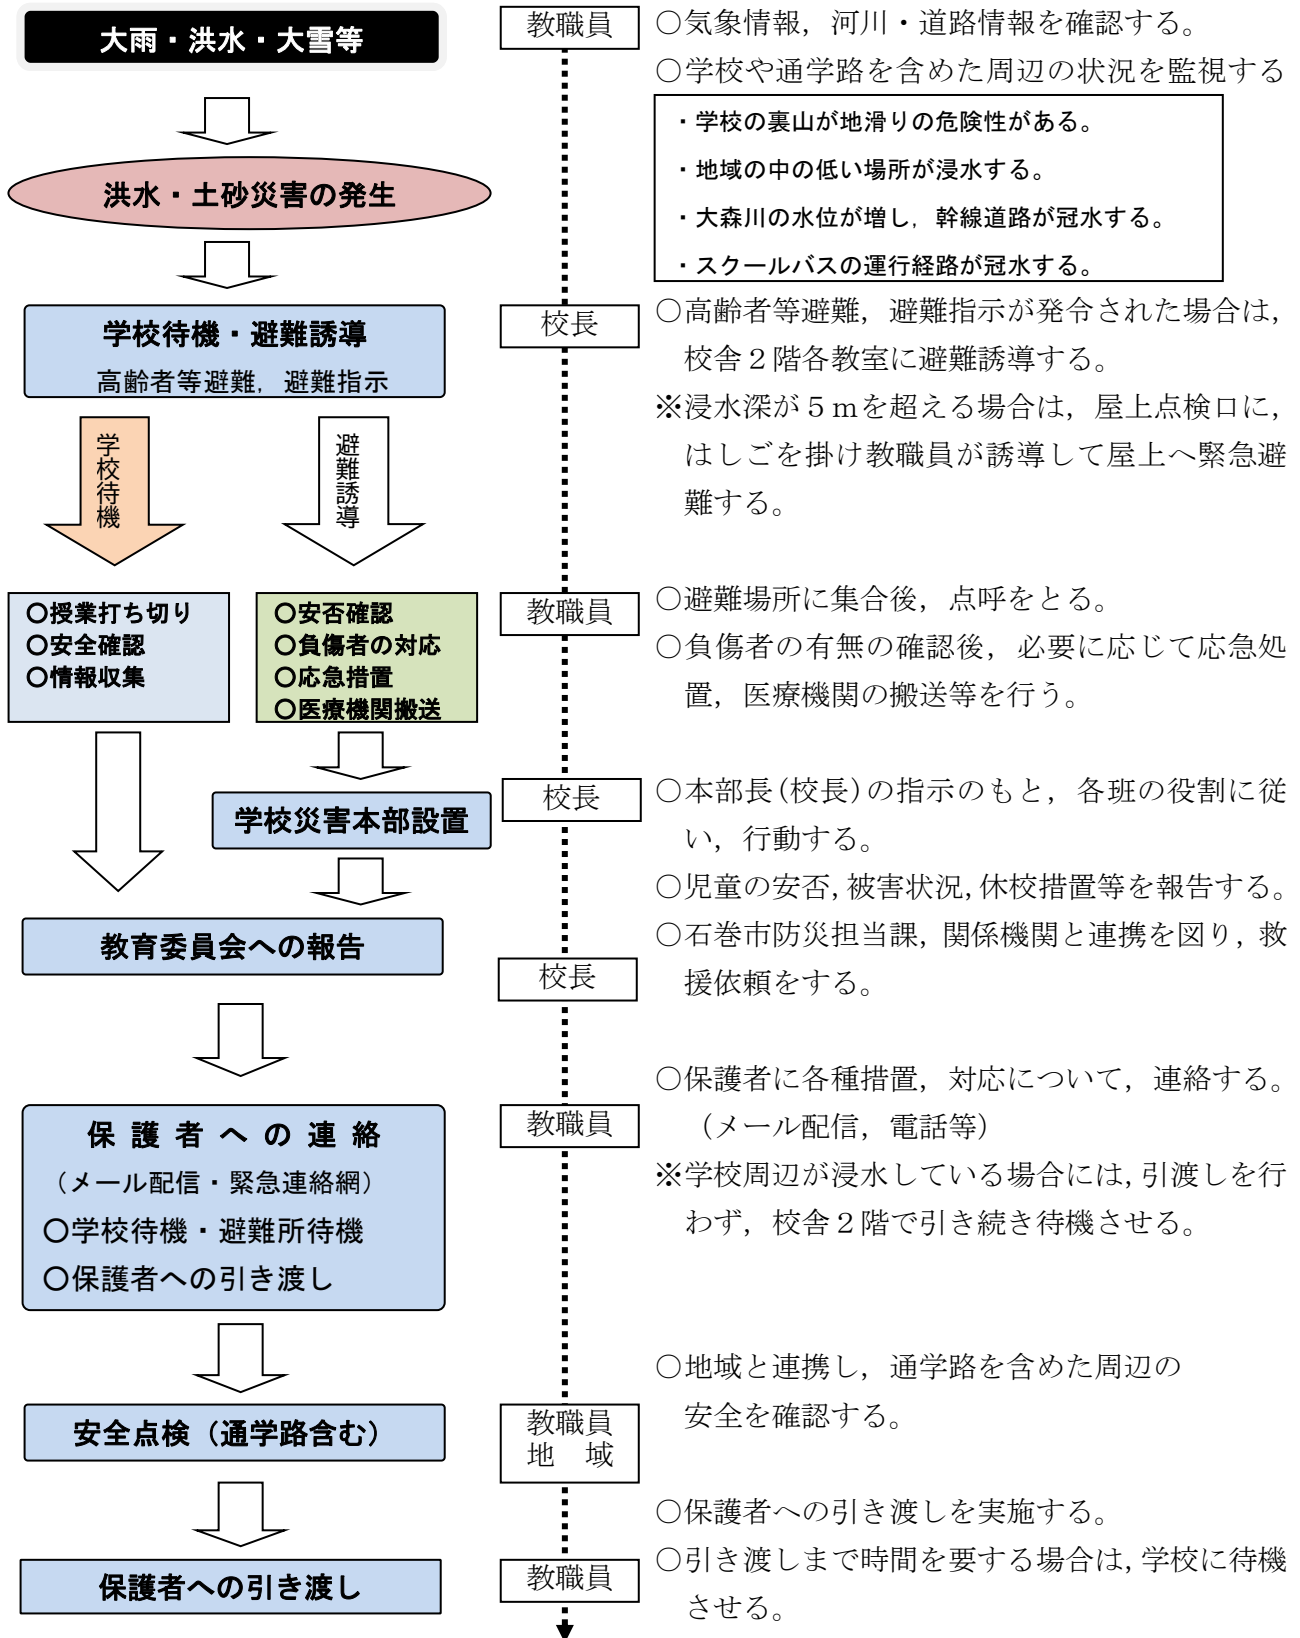 大雨・洪水・大雪等
洪水・土砂災害の発生
学校待機・避難誘導
高齢者等避難，避難指示
学校待機
避難誘導
○授業打ち切り
○安全確認
○情報収集
○安否確認
○負傷者の対応
○応急措置
○医療機関搬送
学校災害本部設置
教育委員会への報告
保護者への連絡
（メール配信・緊急連絡網）
○学校待機・避難所待機
○保護者への引き渡し
安全点検（通学路含む）
保護者への引き渡し
教職員
○気象情報，河川・道路情報を確認する。
○学校や通学路を含めた周辺の状況を監視する
・学校の裏山が地滑りの危険性がある。
・地域の中の低い場所が浸水する。
・大森川の水位が増し，幹線道路が冠水する。
・スクールバスの運行経路が冠水する。
校長
○高齢者等避難，避難指示が発令された場合は，
校舎２階各教室に避難誘導する。
※浸水深が５ｍを超える場合は，屋上点検口に，
はしごを掛け教職員が誘導して屋上へ緊急避
難する。
教職員
○避難場所に集合後，点呼をとる。
○負傷者の有無の確認後，必要に応じて応急処
置，医療機関の搬送等を行う。
校長
○本部長(校長)の指示のもと，各班の役割に従
い，行動する。
○児童の安否，被害状況，休校措置等を報告する。
○石巻市防災担当課，関係機関と連携を図り，救
援依頼をする。
校長
○保護者に各種措置，対応について，連絡する。
（メール配信，電話等）
教職員
※学校周辺が浸水している場合には，引渡しを行
わず，校舎２階で引き続き待機させる。
○地域と連携し，通学路を含めた周辺の
安全を確認する。
教職員
地　域
○保護者への引き渡しを実施する。
○引き渡しまで時間を要する場合は，学校に待機
させる。
教職員